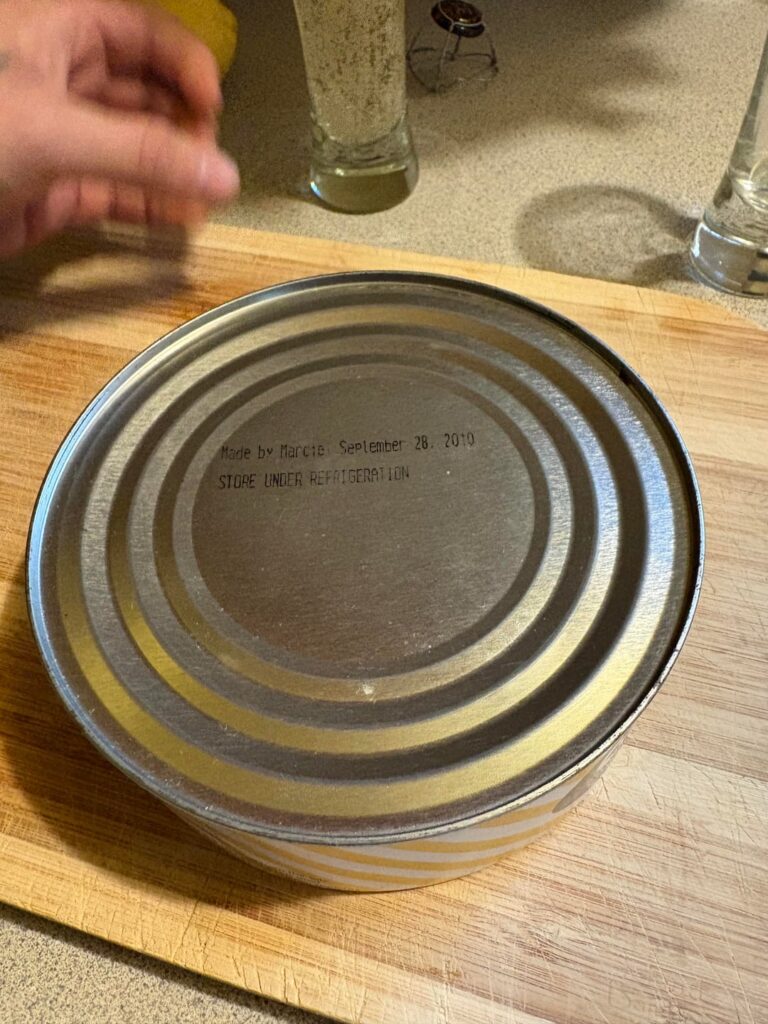 Made by Marcie, September 28, 2010
STORE UNDER REFRIGERATION